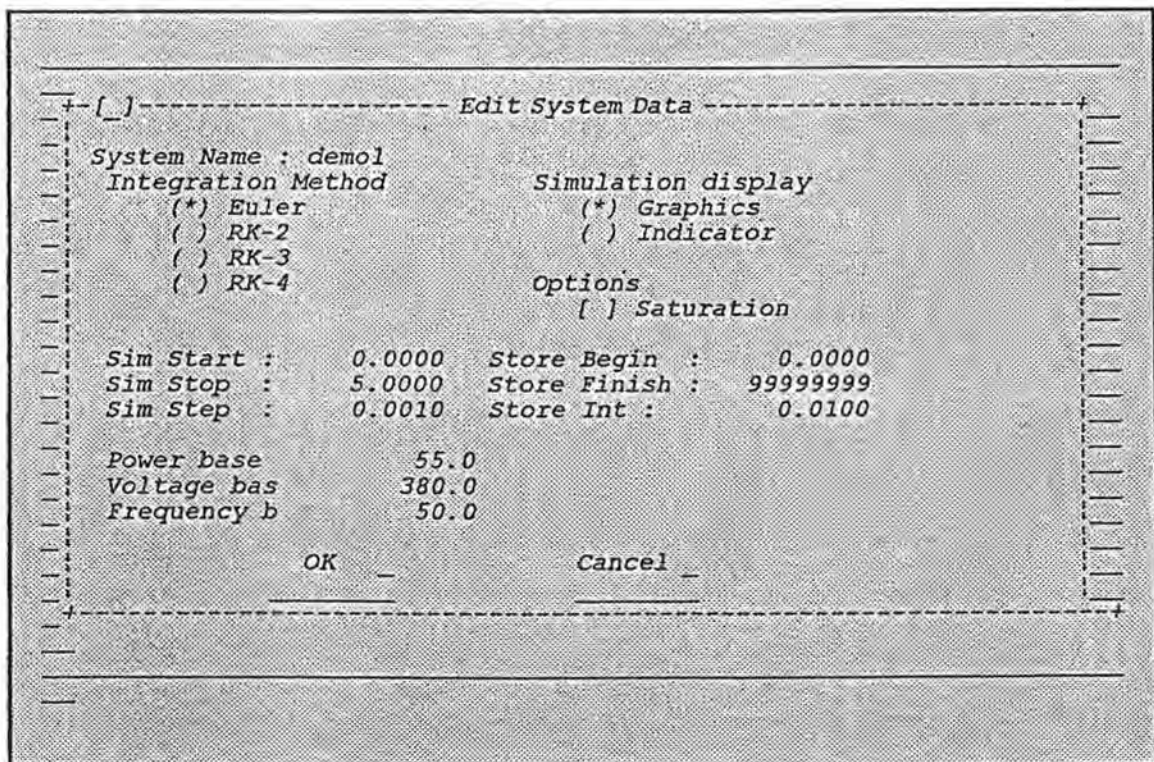 +-[_]---------------------- Edit System Data ---------------------------+
System Name : demo1
Integration Method Simulation display
(*) Euler (*) Graphics
( ) RK-2 ( ) Indicator
( ) RK-3
( ) RK-4 Options
[ ] Saturation
Sim Start : 0.0000 Store Begin : 0.0000
Sim Stop : 5.0000 Store Finish : 99999999
Sim Step : 0.0010 Store Int : 0.0100
Power base 55.0
Voltage bas 380.0
Frequency b 50.0
OK _ Cancel _